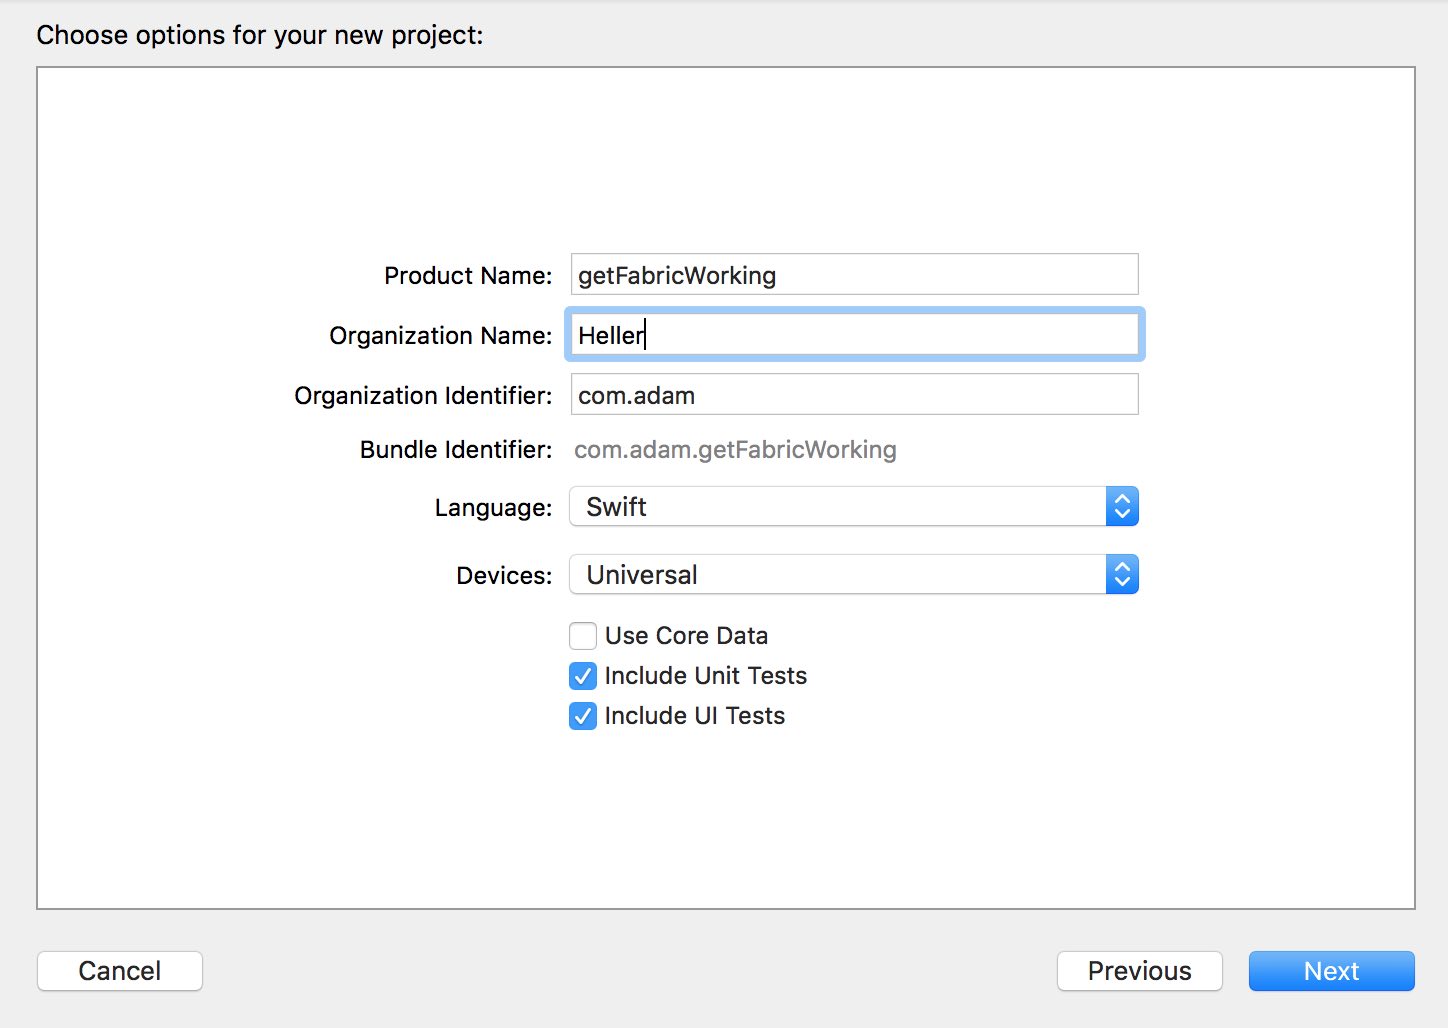 Choose options for your new project:
Product Name: getFabricWorking
Organization Name: Heller
Organization Identifier: com.adam
Bundle Identifier: com.adam.getFabricWorking
Language: Swift
Devices: Universal
Use Core Data
Include Unit Tests
Include UI Tests
Cancel Previous Next